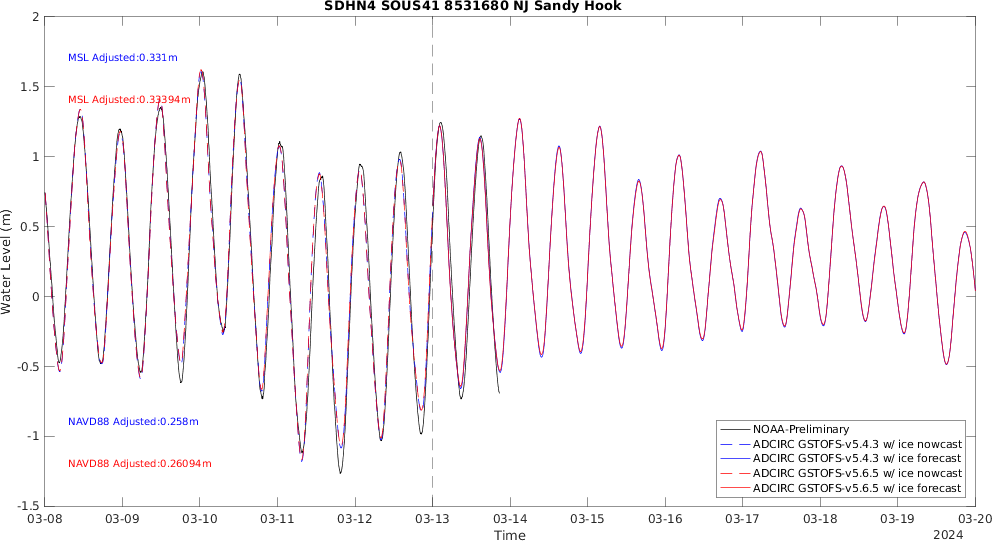 SDHN4 SOUS41 8531680 NJ Sandy Hook
2
1.5
1
0.5
0
-0.5
-1
-1.5
Water Level (m)
MSL Adjusted:0.331m
MSL Adjusted:0.33394m
NAVD88 Adjusted:0.258m
NAVD88 Adjusted:0.26094m
NOAA-Preliminary
ADCIRC GSTOFS-v5.4.3 w/ ice nowcast
ADCIRC GSTOFS-v5.4.3 w/ ice forecast
ADCIRC GSTOFS-v5.6.5 w/ ice nowcast
ADCIRC GSTOFS-v5.6.5 w/ ice forecast
03-08 03-09 03-10 03-11 03-12 03-13 03-14 03-15 03-16 03-17 03-18 03-19 03-20
Time
2024